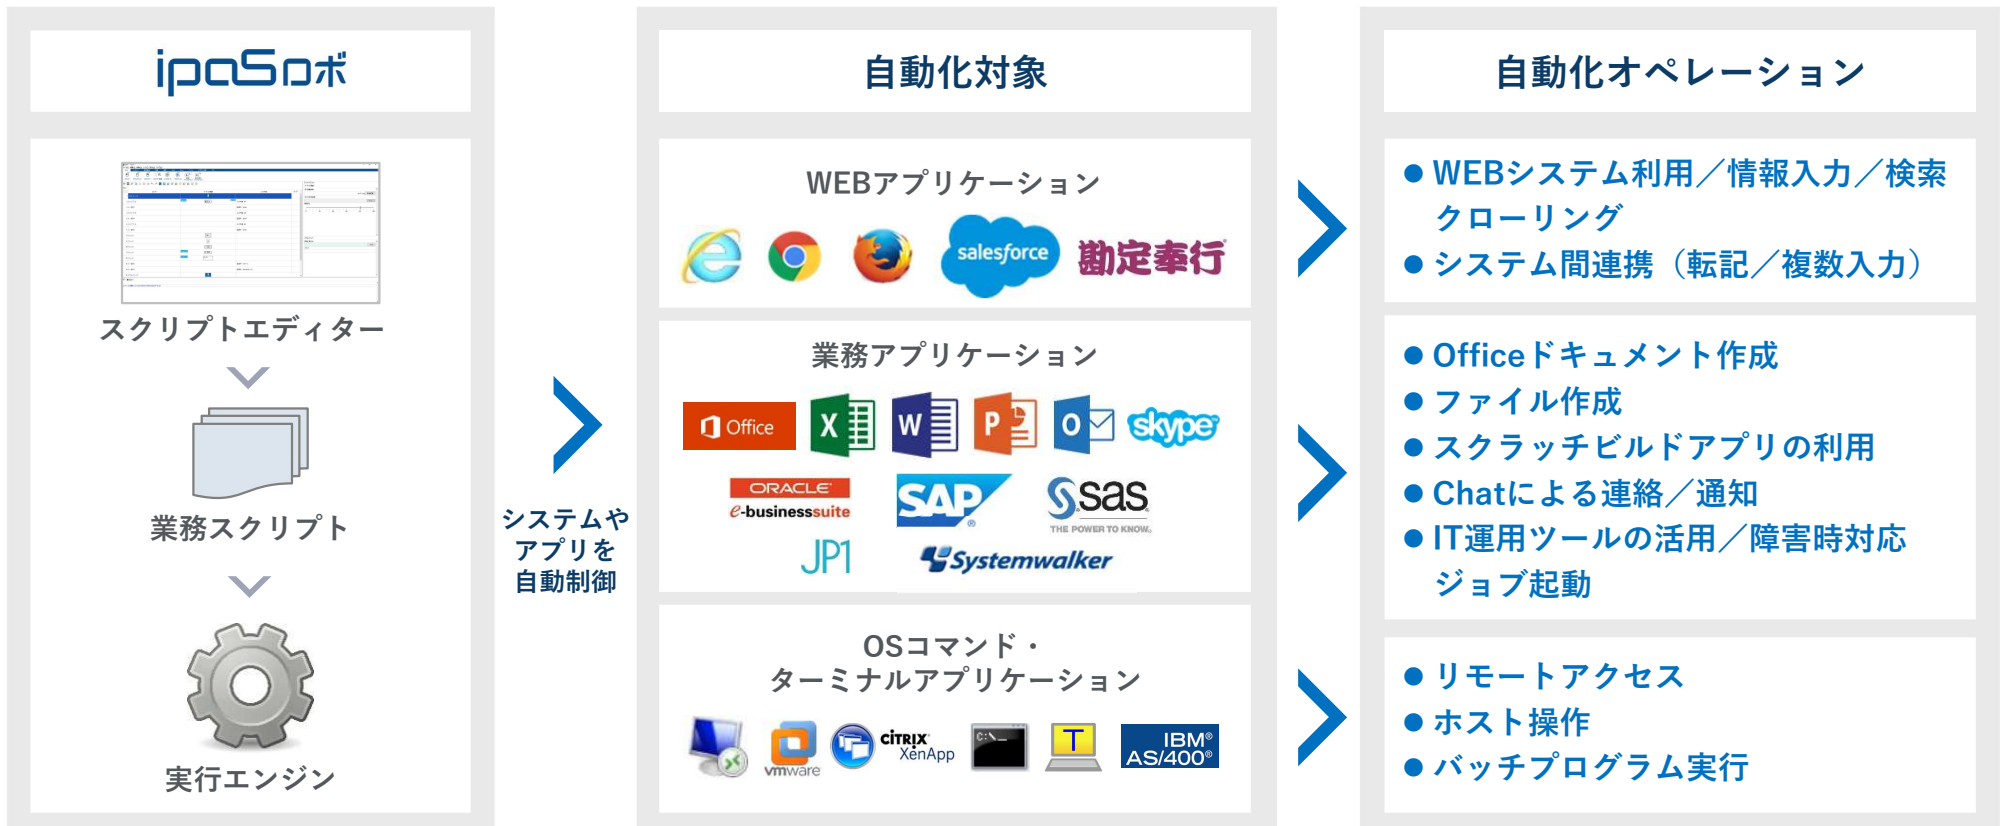 ipaSロボ
スクリプトエディター
業務スクリプト
実行エンジン
システムや
アプリを
自動制御
自動化対象
WEBアプリケーション
salesforce
勘定奉行
業務アプリケーション
Office
X
W
P
O
skype
ORACLE
e-businesssuite
SAP
sas
THE POWER TO KNOW.
JP1
Systemwalker
OSコマンド・
ターミナルアプリケーション
vmware
CITRIX
XenApp
C:\_
T
IBM®
AS/400®
自動化オペレーション
●WEBシステム利用／情報入力／検索
クローリング
●システム間連携（転記／複数入力）
●Officeドキュメント作成
●ファイル作成
●スクラッチビルドアプリの利用
●Chatによる連絡／通知
●IT運用ツールの活用／障害時対応
ジョブ起動
●リモートアクセス
●ホスト操作
●バッチプログラム実行